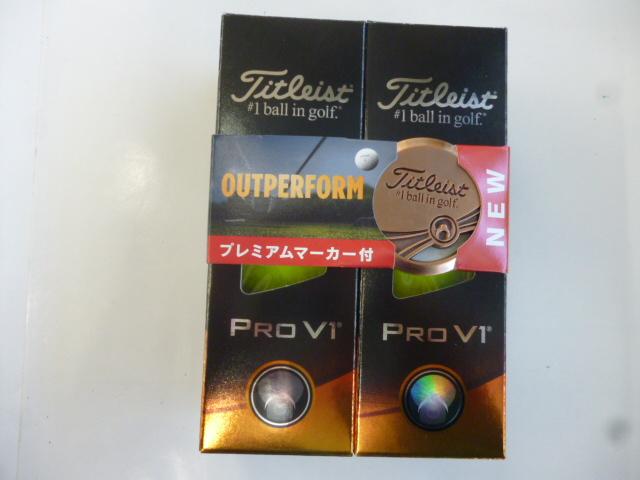 Titleist®
#1 ball in golf.®
Titleist®
#1 ball in golf.®
OUTPERFORM
Titleist
#1 ball in golf.
NEW
プレミアムマーカー付
PRO V1®
PRO V1®